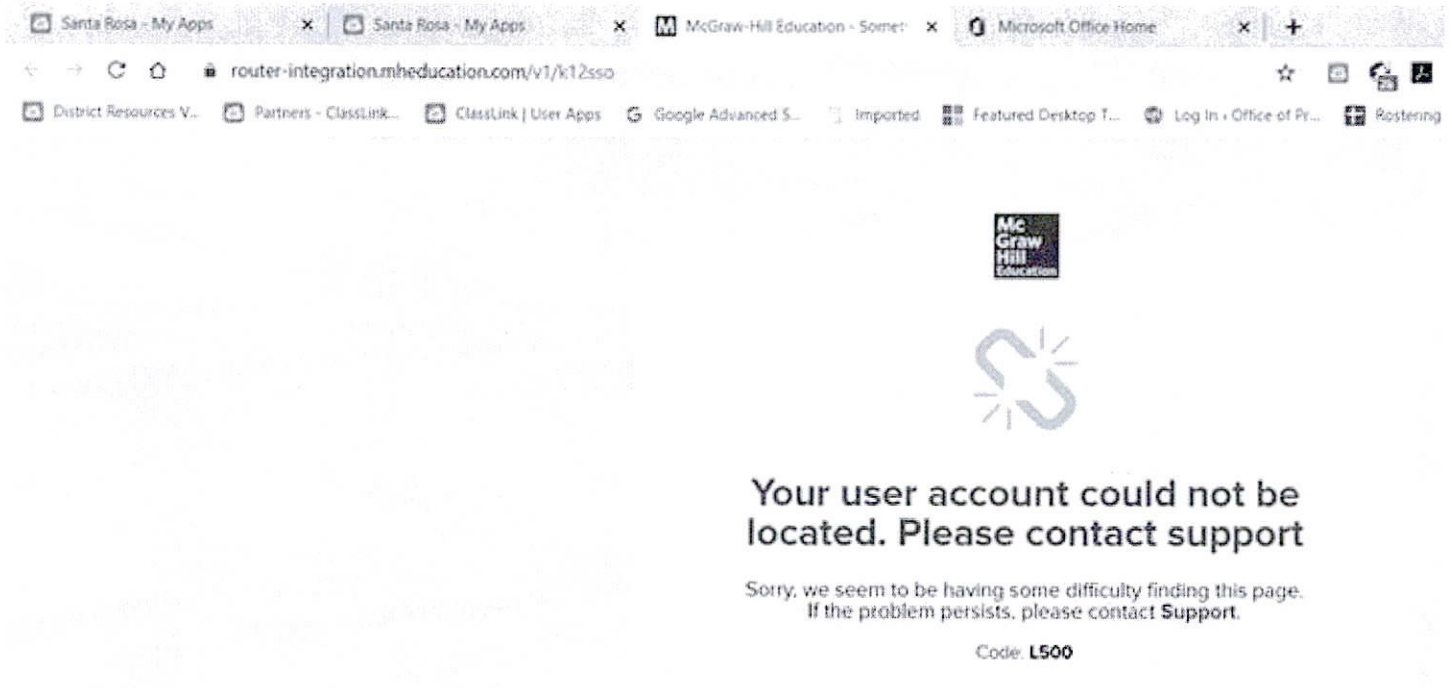 Santa Rosa - My Apps
Santa Rosa - My Apps
McGraw-Hill Education - Somet
Microsoft Office Home
router-integration.mheducation.com/v1/k12sso
District Resources V...
Partners - ClassLink...
ClassLink | User Apps
Google Advanced S...
Imported
Featured Desktop T...
Log In ‹ Office of Pr...
Rostering
Mc
Graw
Hill
Education
Your user account could not be
located. Please contact support
Sorry, we seem to be having some difficulty finding this page.
If the problem persists, please contact Support.
Code: L500